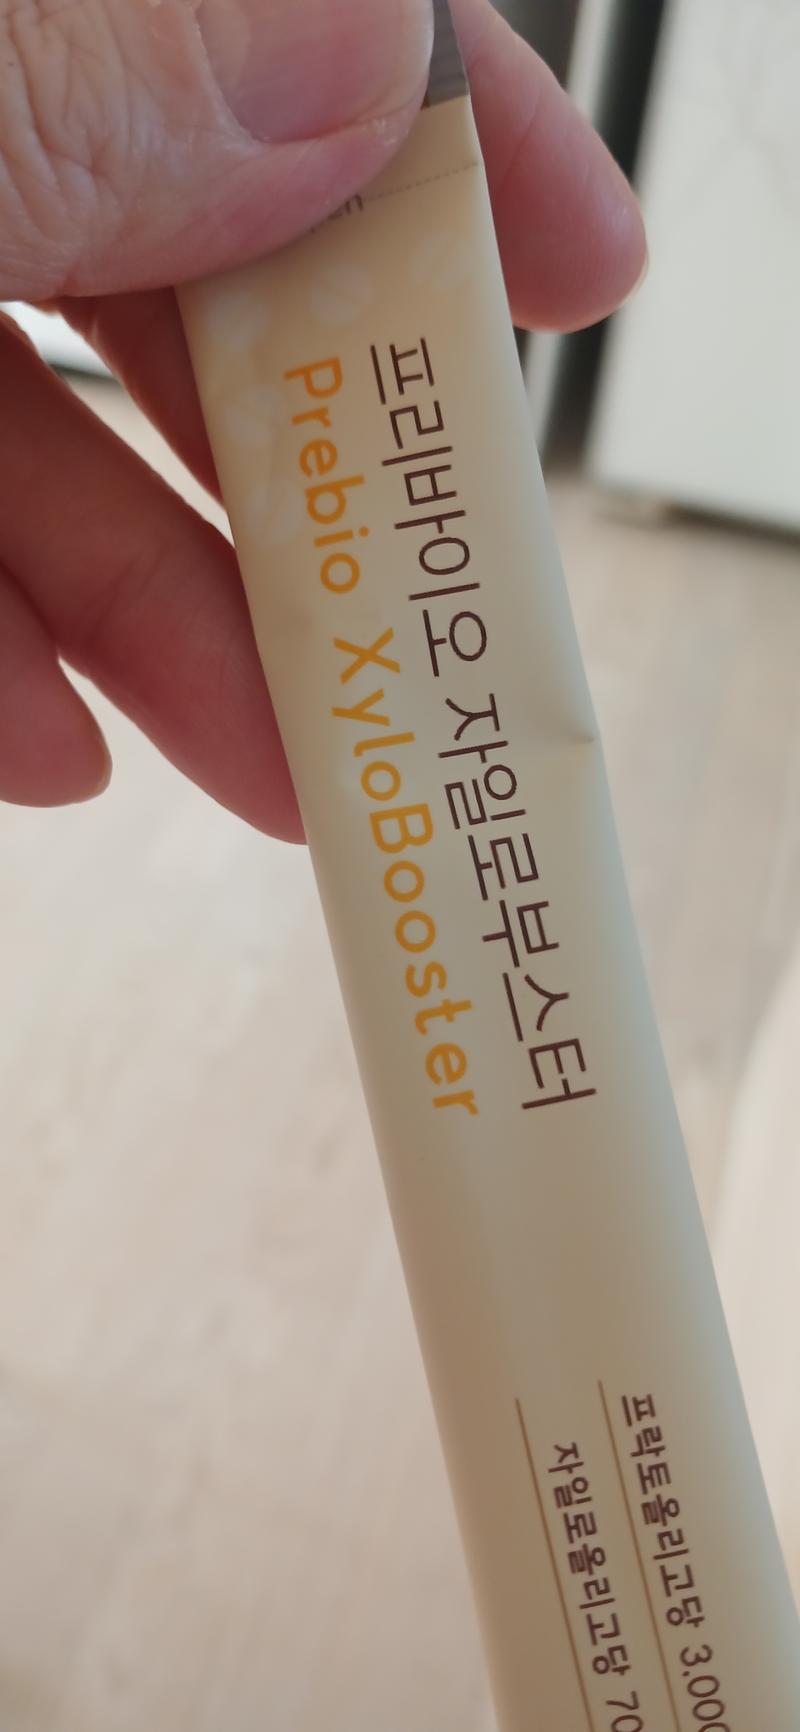 프리바이오 자일로부스터
Prebio XyloBooster
프락토올리고당 3.000
자일로올리고당 70